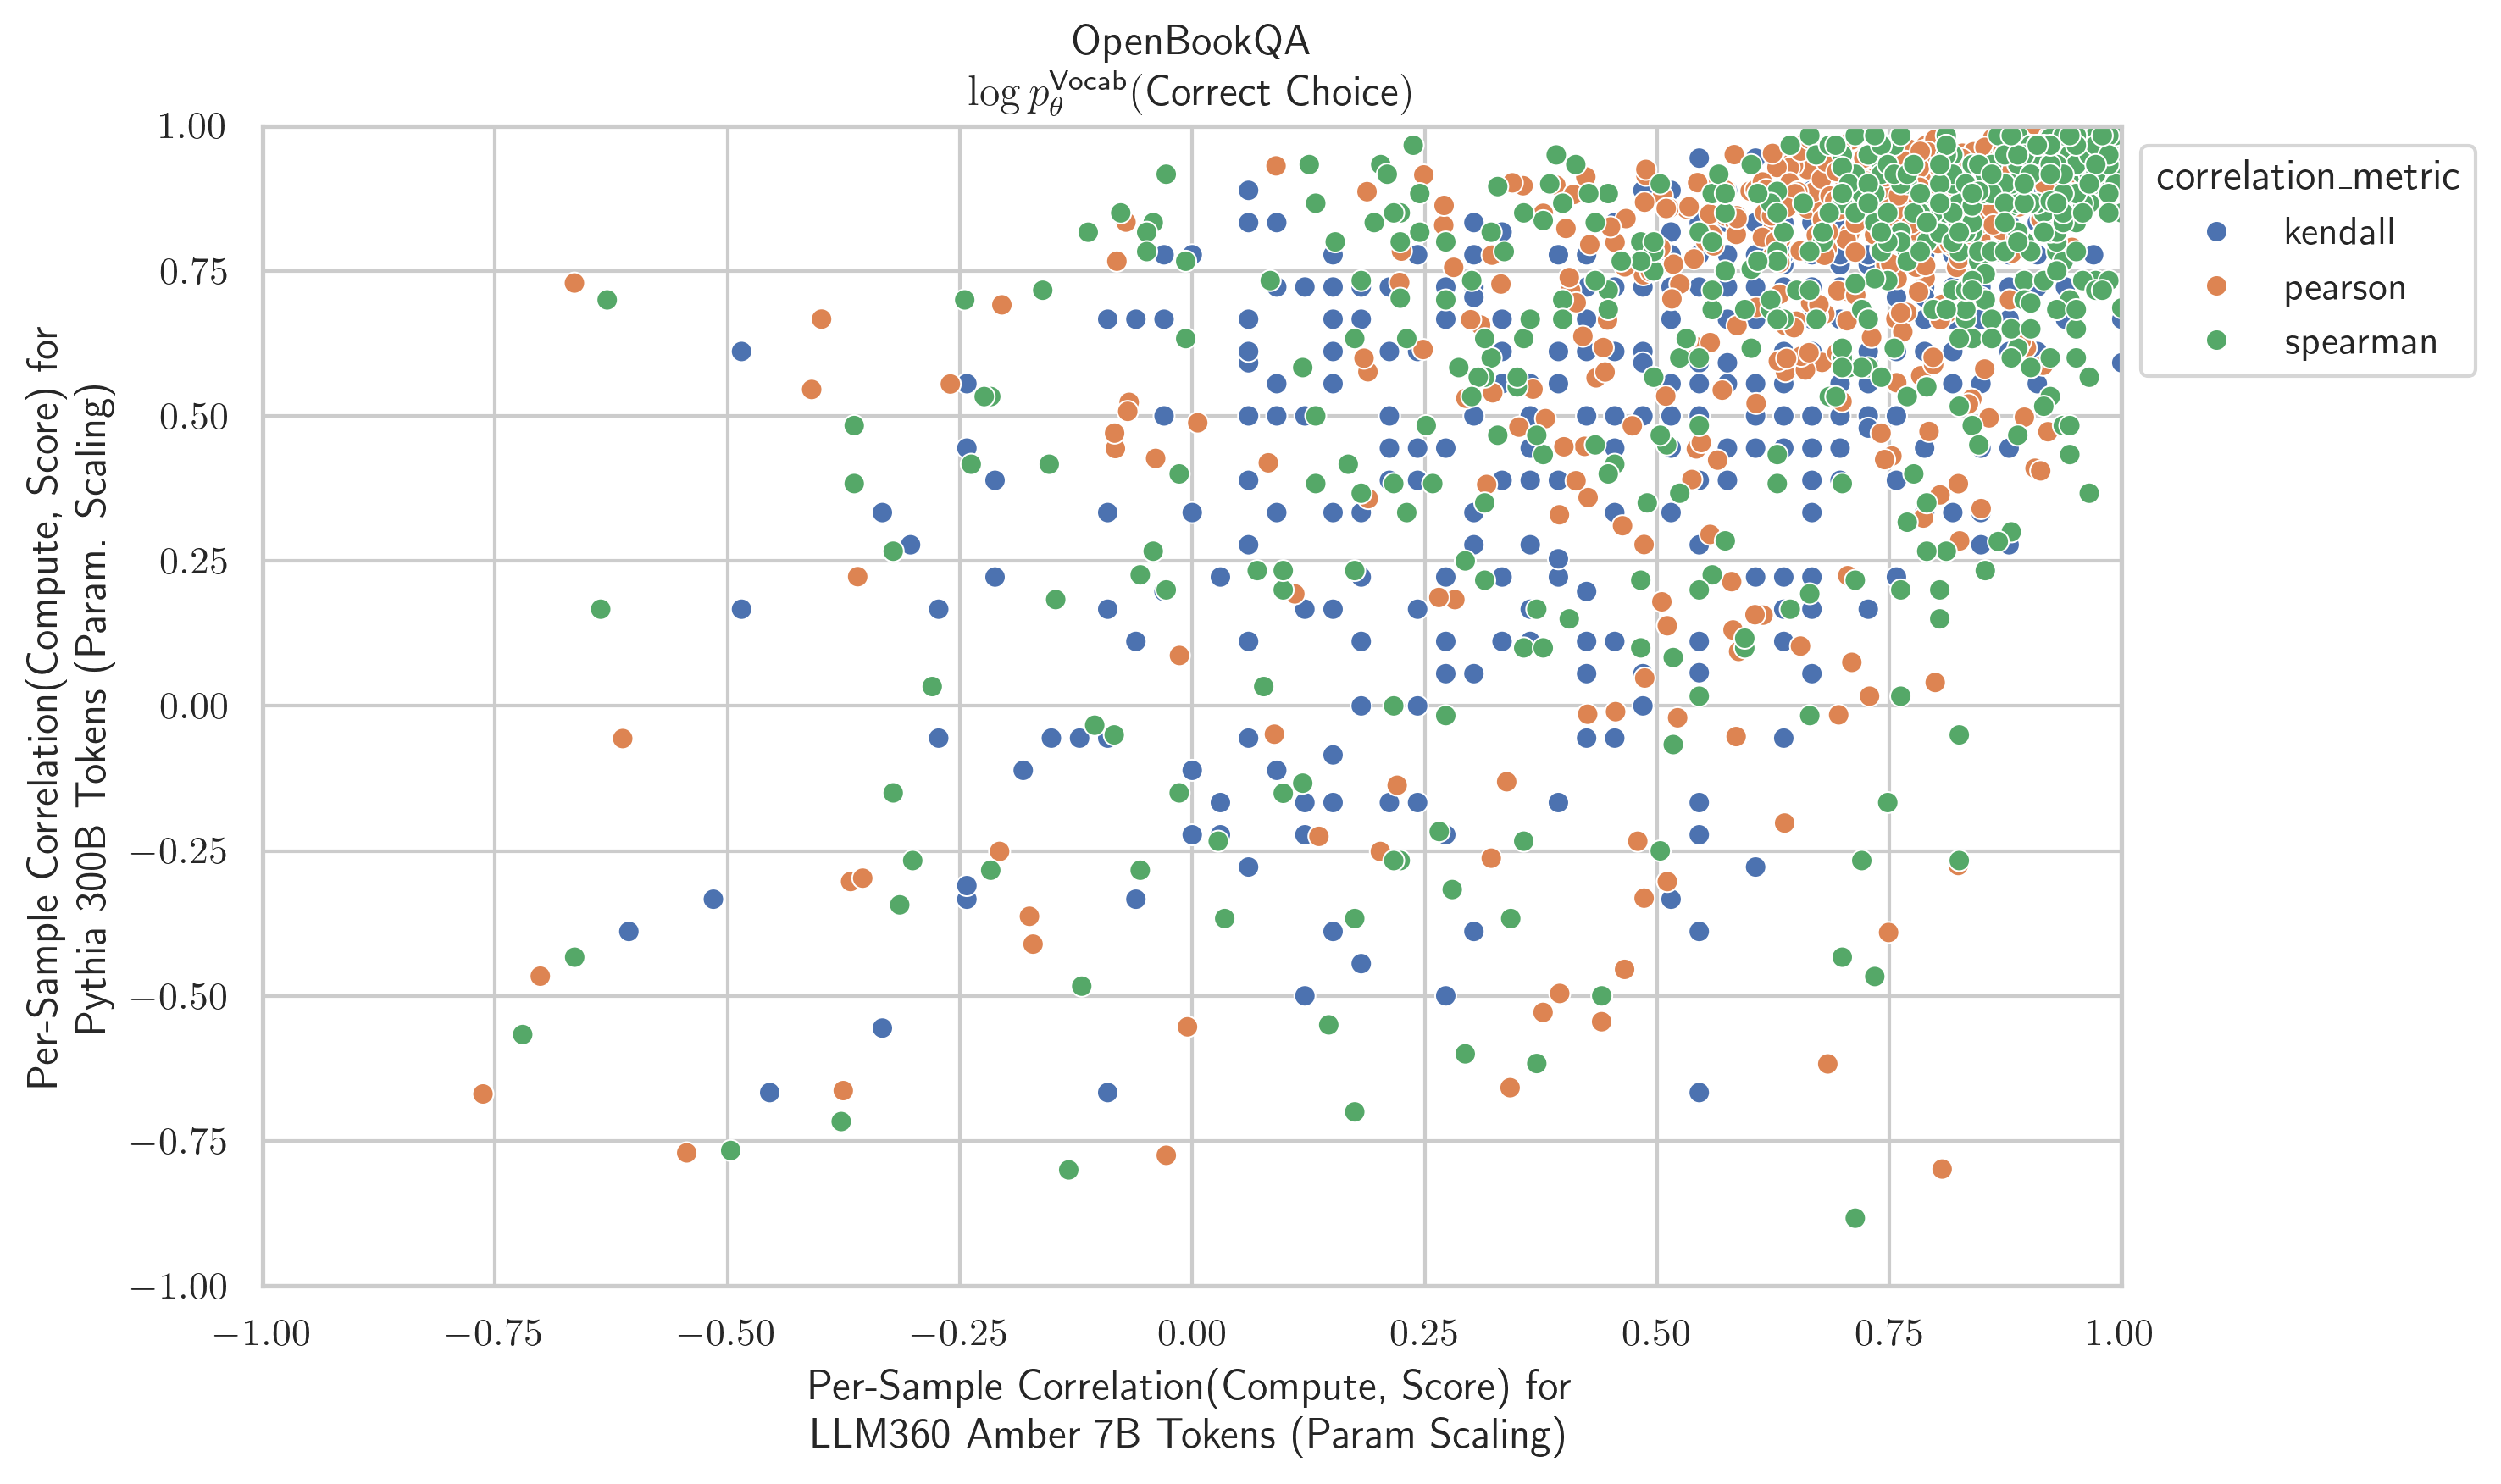 OpenBookQA
log p_θ^Vocab(Correct Choice)
Per-Sample Correlation(Compute, Score) for
Pythia 300B Tokens (Param. Scaling)
1.00
0.75
0.50
0.25
0.00
−0.25
−0.50
−0.75
−1.00
−1.00 −0.75 −0.50 −0.25 0.00 0.25 0.50 0.75 1.00
Per-Sample Correlation(Compute, Score) for
LLM360 Amber 7B Tokens (Param Scaling)
correlation_metric
kendall
pearson
spearman